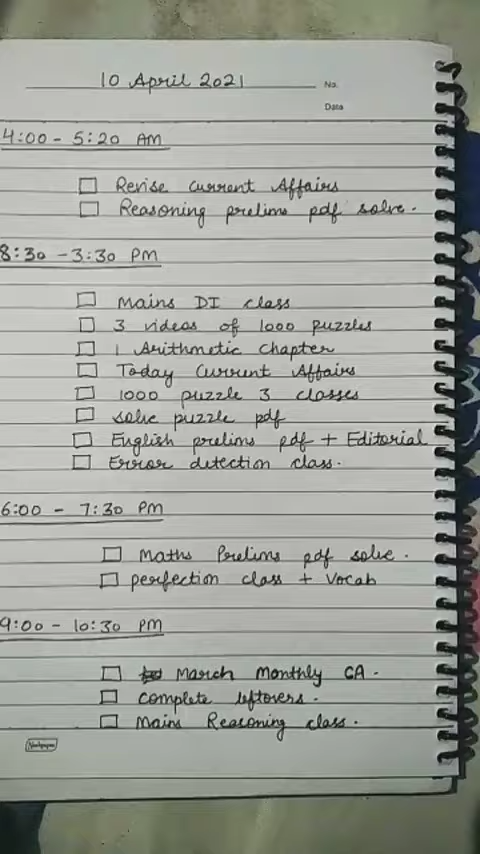 10 April 2021
No.
Date
4:00 - 5:20 AM
Revise Current Affairs
Reasoning prelims pdf solve.
8:30 - 3:30 PM
Mains DI class
3 videos of 1000 puzzles
1 Arithmetic Chapter
Today Current Affairs
1000 puzzle 3 classes
solve puzzle pdf
English prelims pdf + Editorial
Error detection class.
6:00 - 7:30 PM
Maths Prelims pdf solve.
perfection class + Vocab
9:00 - 10:30 PM
March Monthly CA.
complete leftovers.
Mains Reasoning class.